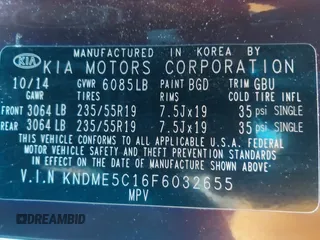 MANUFACTURED IN KOREA BY
KIA KIA MOTORS CORPORATION
10/14 GVWR 6085LB PAINT BGD TRIM GBU
GAWR TIRES RIMS COLD TIRE INFLATION
FRONT 3064 LB 235/55R19 7.5Jx19 35 psi SINGLE
REAR 3064 LB 235/55R19 7.5Jx19 35 psi SINGLE
THIS VEHICLE CONFORMS TO ALL APPLICABLE U.S.A. FEDERAL
MOTOR VEHICLE SAFETY AND THEFT PREVENTION STANDARDS
IN EFFECT ON THE DATE OF MANUFACTURE SHOWN ABOVE.
V.I.N KNDME5C16F6032655
MPV
DREAMBID